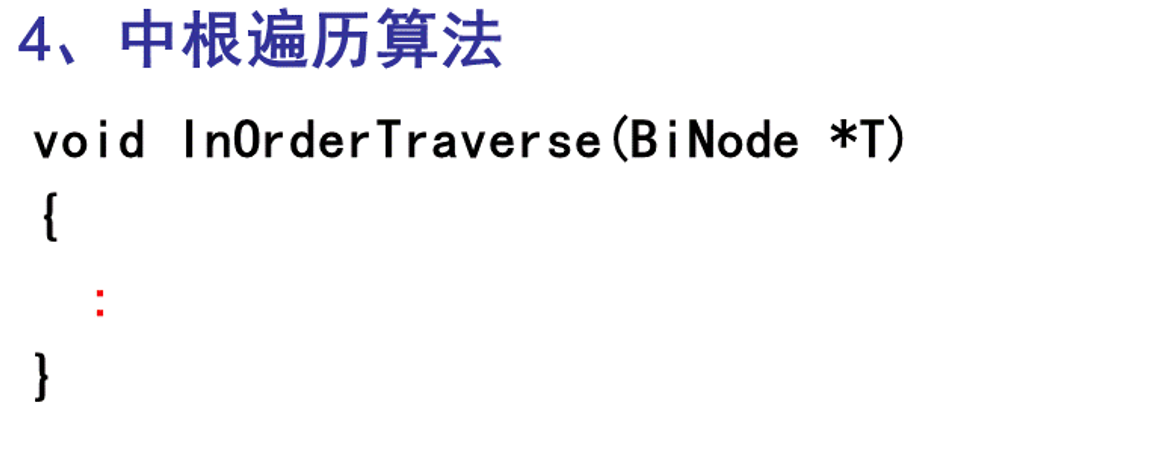 4、中根遍历算法
void InOrderTraverse(BiNode *T)
{
:
}